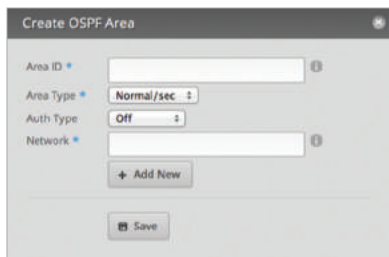 Create OSPF Area
Area ID *
Area Type * Normal/sec
Auth Type Off
Network *
+ Add New
Save